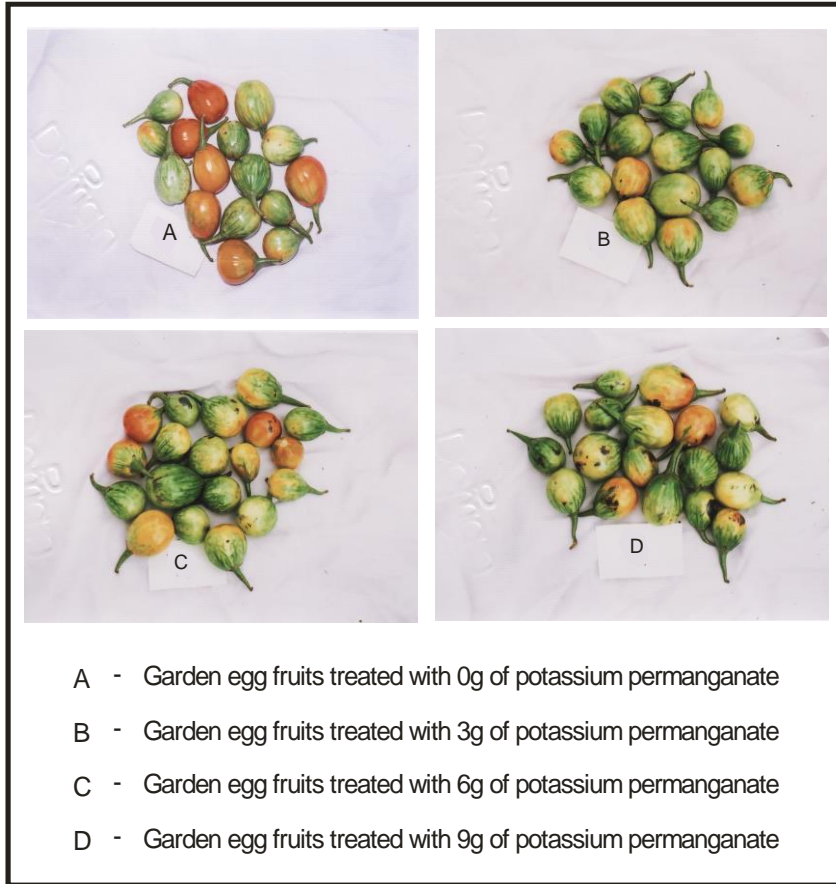 A
B
C
D
A - Garden egg fruits treated with 0g of potassium permanganate
B - Garden egg fruits treated with 3g of potassium permanganate
C - Garden egg fruits treated with 6g of potassium permanganate
D - Garden egg fruits treated with 9g of potassium permanganate